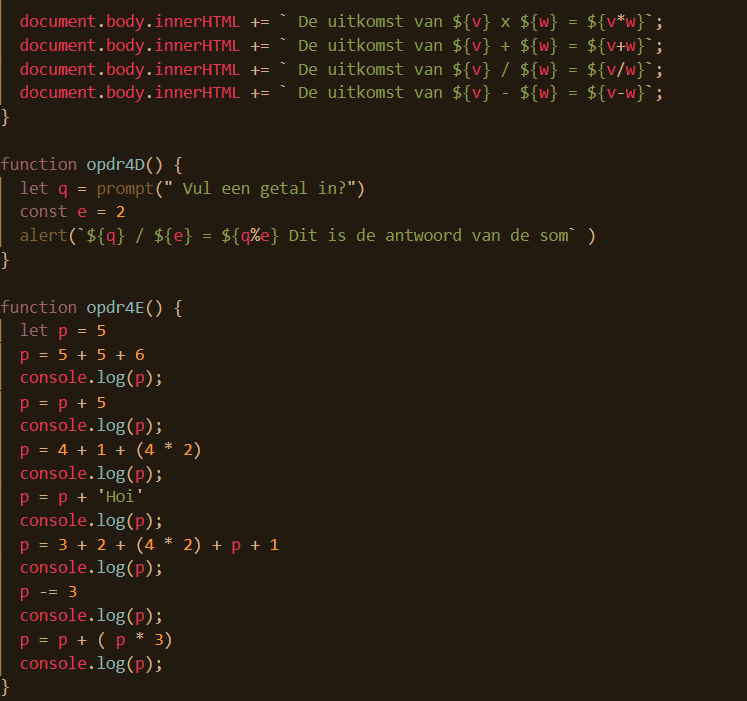 document.body.innerHTML += ` De uitkomst van ${v} x ${w} = ${v*w}`;
document.body.innerHTML += ` De uitkomst van ${v} + ${w} = ${v+w}`;
document.body.innerHTML += ` De uitkomst van ${v} / ${w} = ${v/w}`;
document.body.innerHTML += ` De uitkomst van ${v} - ${w} = ${v-w}`;
}
function opdr4D() {
let q = prompt(" Vul een getal in?")
const e = 2
alert(`${q} / ${e} = ${q%e} Dit is de antwoord van de som` )
}
function opdr4E() {
let p = 5
p = 5 + 5 + 6
console.log(p);
p = p + 5
console.log(p);
p = 4 + 1 + (4 * 2)
console.log(p);
p = p + 'Hoi'
console.log(p);
p = 3 + 2 + (4 * 2) + p + 1
console.log(p);
p -= 3
console.log(p);
p = p + ( p * 3)
console.log(p);
}